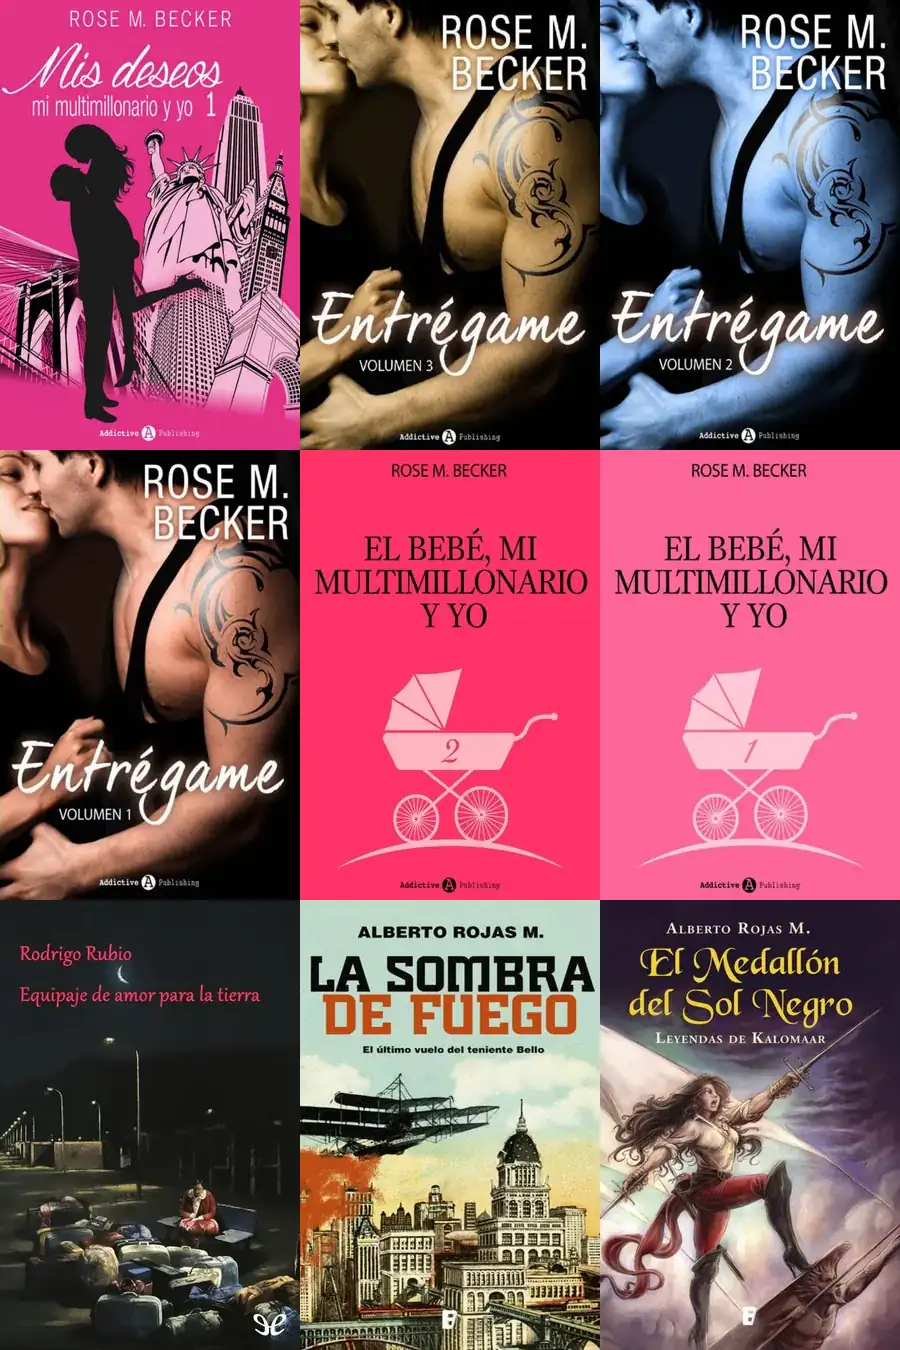 ROSE M. BECKER
Mis deseos
mi multimillonario y yo 1
Addictive A Publishing
ROSE M.
BECKER
Entrégame
VOLUMEN 3
Addictive A Publishing
ROSE M.
BECKER
Entrégame
VOLUMEN 2
Addictive A Publishing
ROSE M.
BECKER
Entrégame
VOLUMEN 1
Addictive A Publishing
ROSE M. BECKER
EL BEBÉ, MI
MULTIMILLONARIO
Y YO
2
Addictive A Publishing
ROSE M. BECKER
EL BEBÉ, MI
MULTIMILLONARIO
Y YO
1
Addictive A Publishing
Rodrigo Rubio
Equipaje de amor para la tierra
ALBERTO ROJAS M.
LA SOMBRA
DE FUEGO
El último vuelo del teniente Bello
B
ALBERTO ROJAS M.
El Medallón
del Sol Negro
LEYENDAS DE KALOMAAR
B